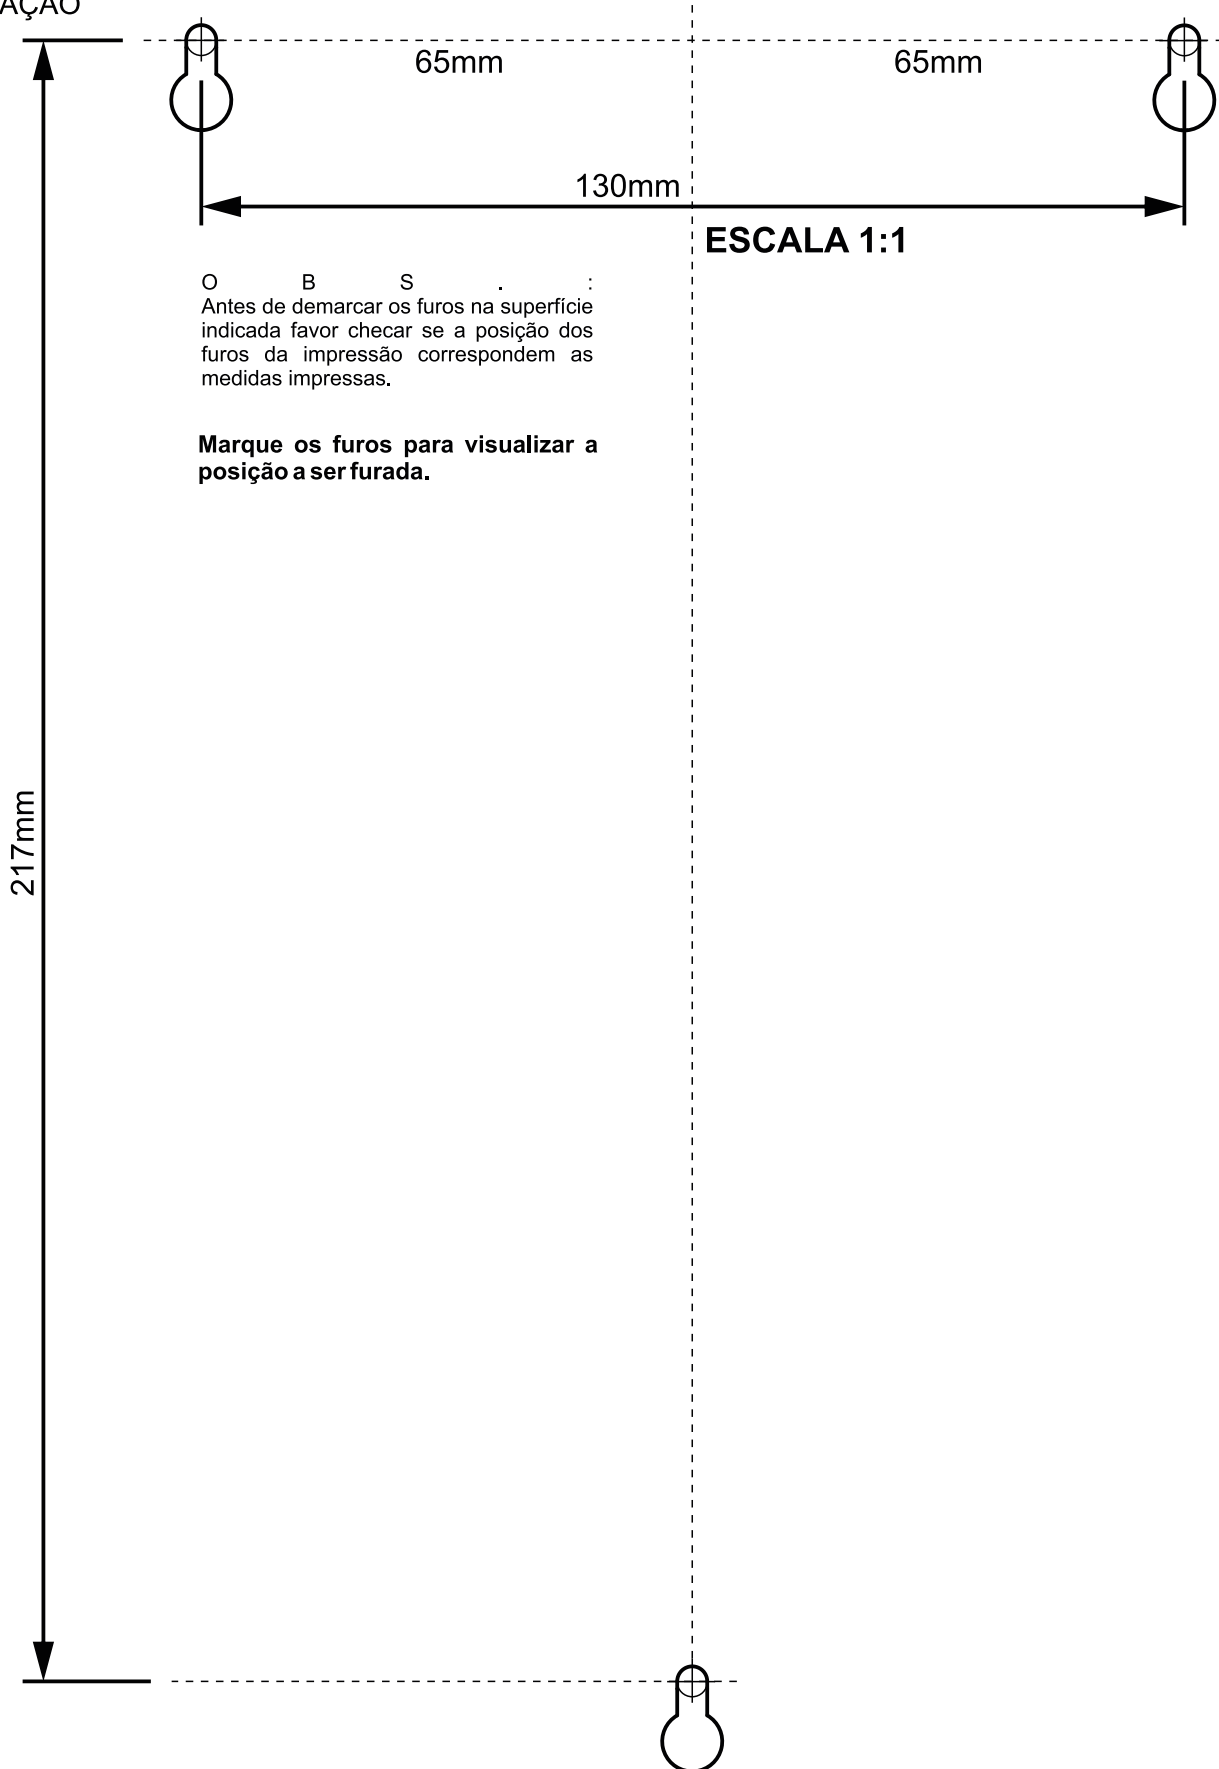 AÇÃO
65mm 65mm
130mm
ESCALA 1:1
O B S . :
Antes de demarcar os furos na superfície
indicada favor checar se a posição dos
furos da impressão correspondem as
medidas impressas.
Marque os furos para visualizar a
posição a ser furada.
217mm